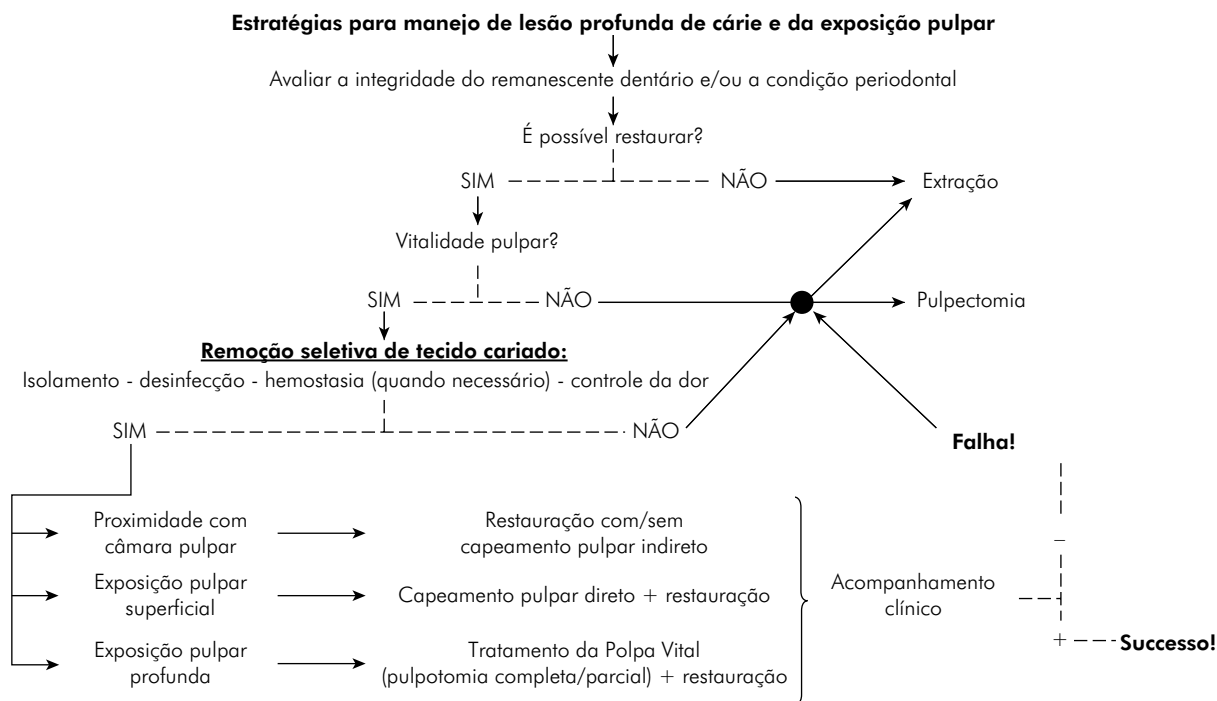 Estratégias para manejo de lesão profunda de cárie e da exposição pulpar
Avaliar a integridade do remanescente dentário e/ou a condição periodontal
É possível restaurar?
SIM
NÃO
Extração
Vitalidade pulpar?
SIM
NÃO
Pulpectomia
Remoção seletiva de tecido cariado:
Isolamento - desinfecção - hemostasia (quando necessário) - controle da dor
SIM
NÃO
Falha!
Proximidade com
câmara pulpar
Restauração com/sem
capeamento pulpar indireto
–
Exposição pulpar
superficial
Capeamento pulpar direto + restauração
Acompanhamento
clínico
+
Successo!
Exposição pulpar
profunda
Tratamento da Polpa Vital
(pulpotomia completa/parcial) + restauração